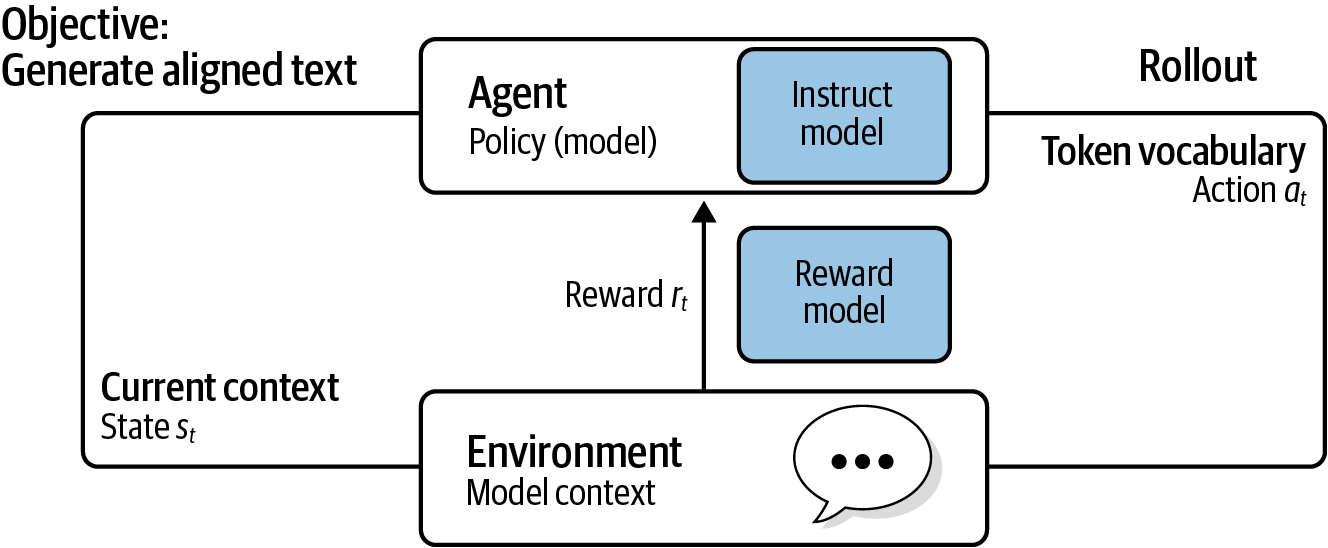 Objective:
Generate aligned text
Rollout
Agent
Policy (model)
Instruct
model
Token vocabulary
Action aₜ
Reward rₜ
Reward
model
Current context
State sₜ
Environment
Model context